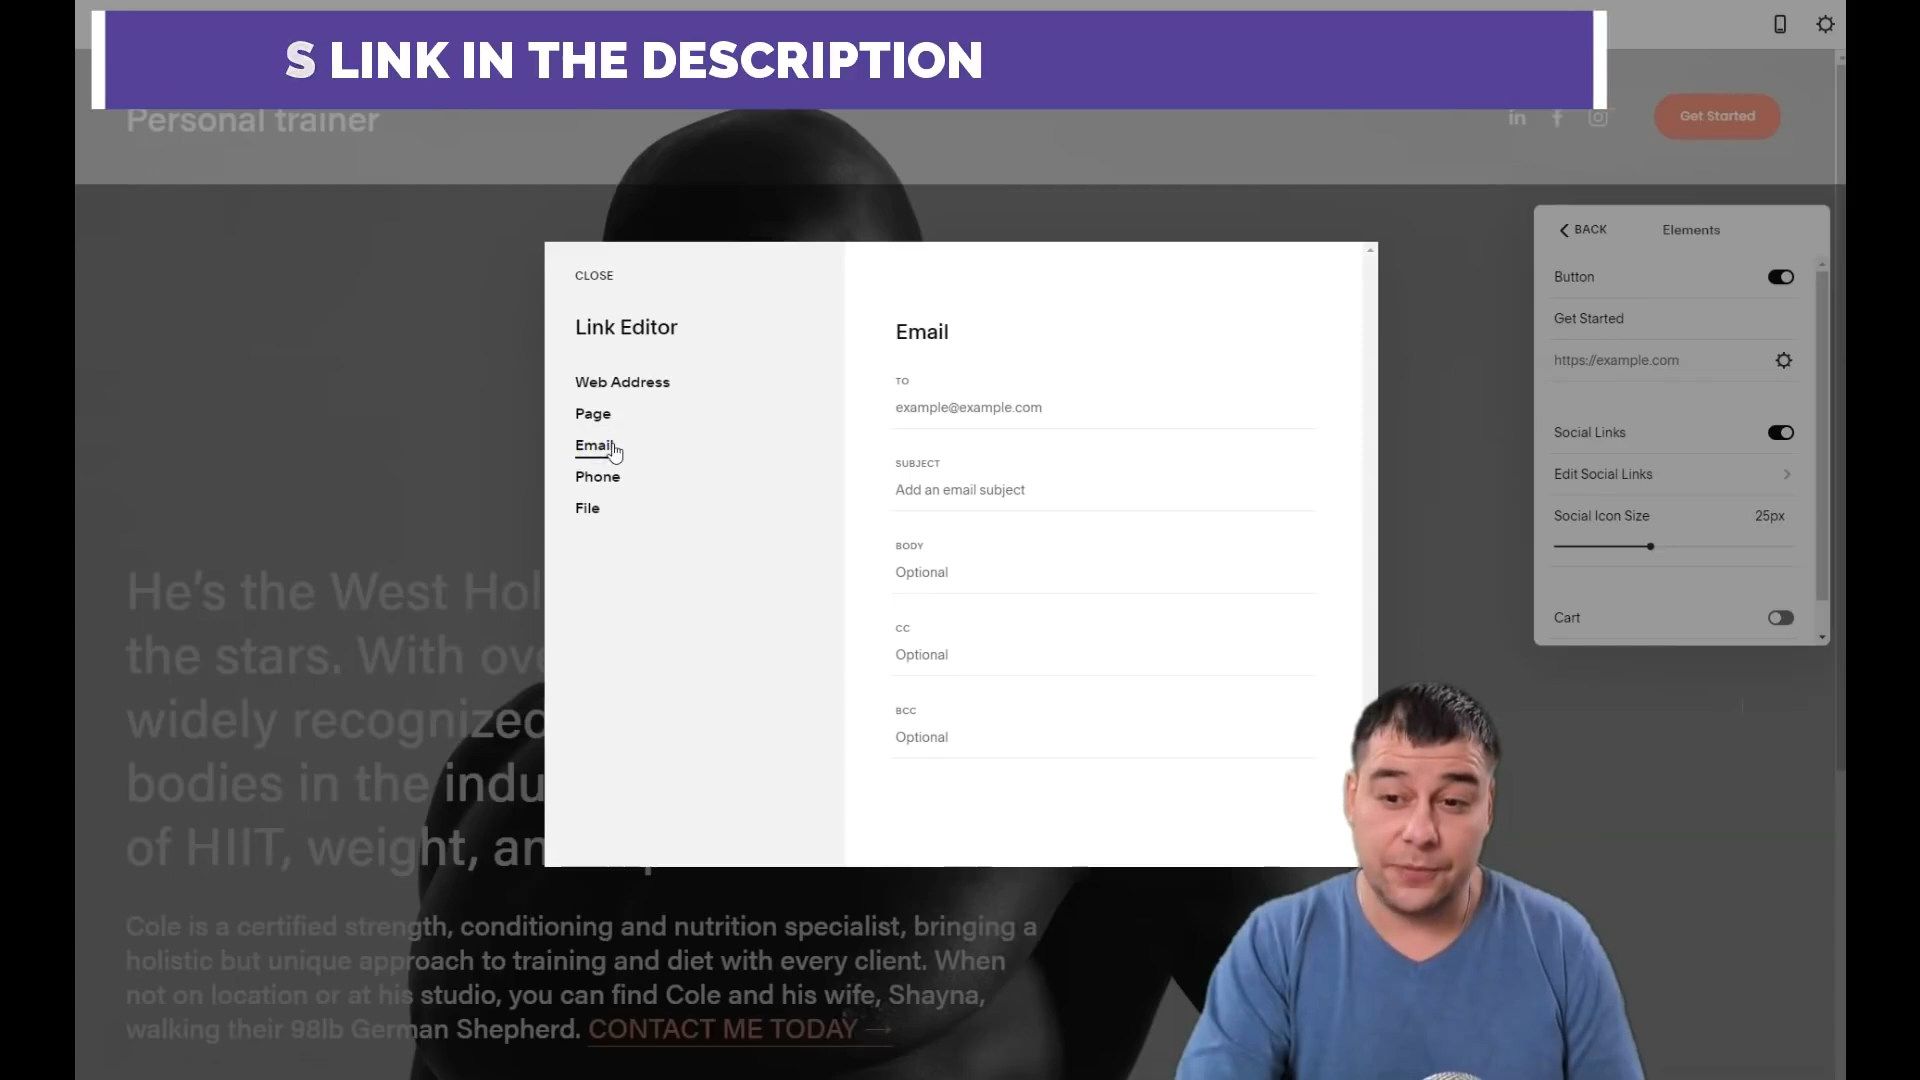 S LINK IN THE DESCRIPTION
Personal trainer
in
f
Get Started
BACK
Elements
Button
Get Started
https://example.com
Social Links
Edit Social Links
Social Icon Size
25px
Cart
CLOSE
Link Editor
Web Address
Page
Email
Phone
File
Email
TO
example@example.com
SUBJECT
Add an email subject
BODY
Optional
CC
Optional
BCC
Optional
He's the West Hol
the stars. With ove
widely recognized
bodies in the indu
of HIIT, weight, an
Cole is a certified strength, conditioning and nutrition specialist, bringing a
holistic but unique approach to training and diet with every client. When
not on location or at his studio, you can find Cole and his wife, Shayna,
walking their 98lb German Shepherd. CONTACT ME TODAY →